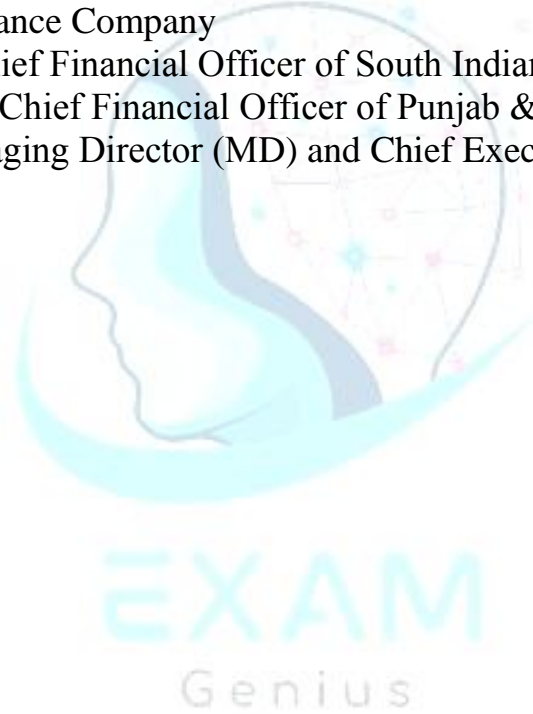 ance Company
ief Financial Officer of South Indian
Chief Financial Officer of Punjab &
aging Director (MD) and Chief Exec
EXAM
Genius